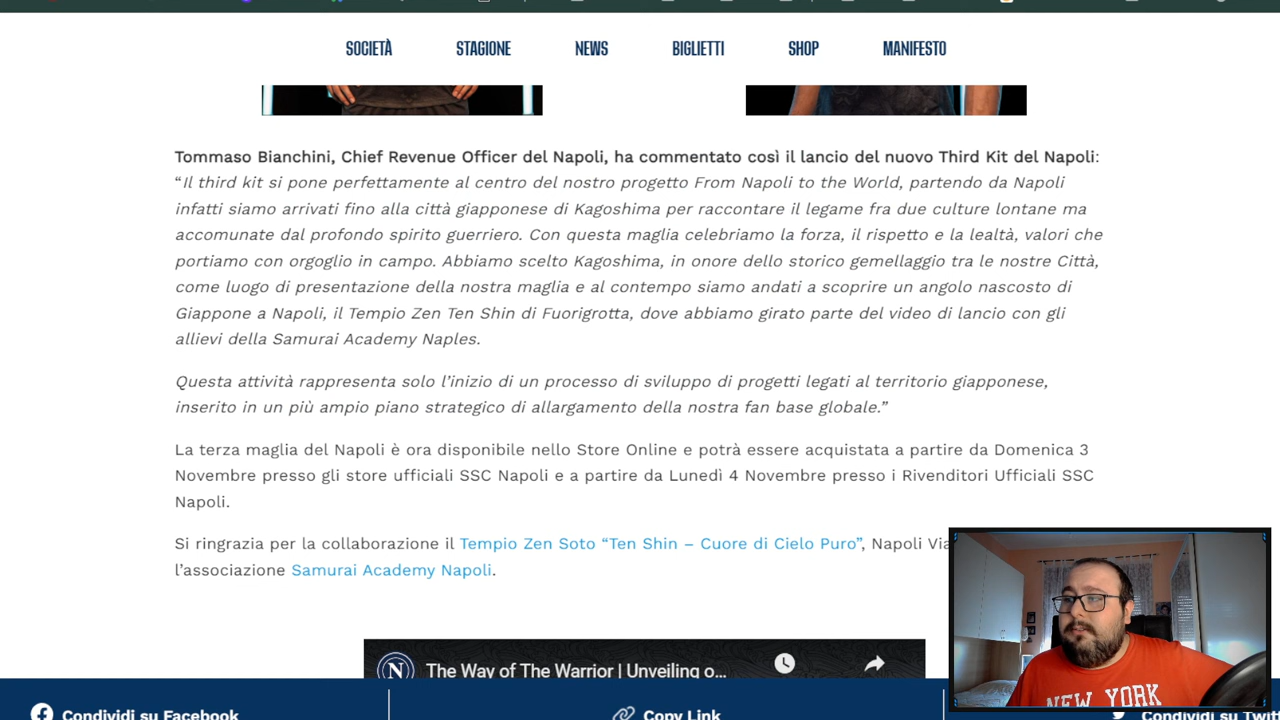 SOCIETÀ STAGIONE NEWS BIGLIETTI SHOP MANIFESTO
Tommaso Bianchini, Chief Revenue Officer del Napoli, ha commentato così il lancio del nuovo Third Kit del Napoli:
“Il third kit si pone perfettamente al centro del nostro progetto From Napoli to the World, partendo da Napoli
infatti siamo arrivati fino alla città giapponese di Kagoshima per raccontare il legame fra due culture lontane ma
accomunate dal profondo spirito guerriero. Con questa maglia celebriamo la forza, il rispetto e la lealtà, valori che
portiamo con orgoglio in campo. Abbiamo scelto Kagoshima, in onore dello storico gemellaggio tra le nostre Città,
come luogo di presentazione della nostra maglia e al contempo siamo andati a scoprire un angolo nascosto di
Giappone a Napoli, il Tempio Zen Ten Shin di Fuorigrotta, dove abbiamo girato parte del video di lancio con gli
allievi della Samurai Academy Naples.
Questa attività rappresenta solo l’inizio di un processo di sviluppo di progetti legati al territorio giapponese,
inserito in un più ampio piano strategico di allargamento della nostra fan base globale.”
La terza maglia del Napoli è ora disponibile nello Store Online e potrà essere acquistata a partire da Domenica 3
Novembre presso gli store ufficiali SSC Napoli e a partire da Lunedì 4 Novembre presso i Rivenditori Ufficiali SSC
Napoli.
Si ringrazia per la collaborazione il Tempio Zen Soto “Ten Shin – Cuore di Cielo Puro”, Napoli Via
l’associazione Samurai Academy Napoli.
N The Way of The Warrior | Unveiling o...
NEW YORK
Condividi su Facebook Copy Link Condividi su Twitt